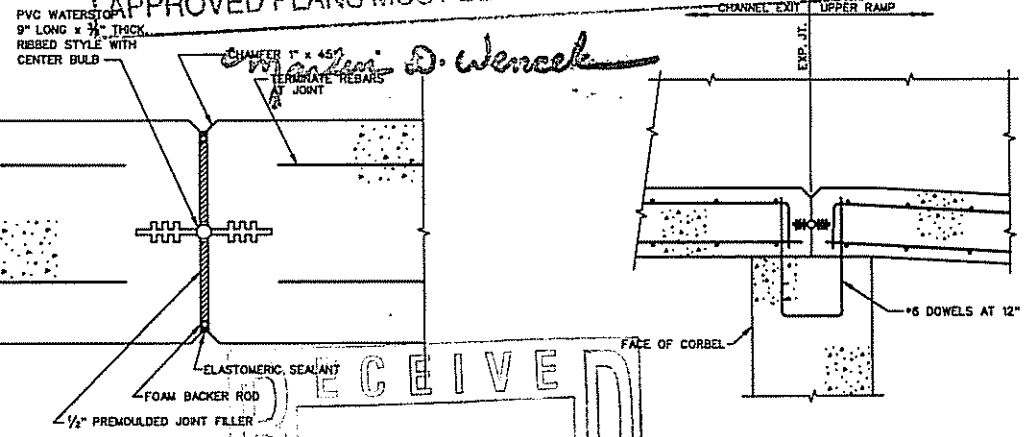 APPROVED PLANS MUST
PVC WATERSTOP
9" LONG x 3/8" THICK
RIBBED STYLE WITH
CENTER BULB
CHAMFER 1" x 45°
TERMINATE REBARS
AT JOINT
D. Wencek
CHANNEL EXIT
UPPER RAMP
EXP. JT.
#6 DOWELS AT 12"
FACE OF CORBEL
ELASTOMERIC SEALANT
FOAM BACKER ROD
1/2" PREMOULDED JOINT FILLER
RECEIVED